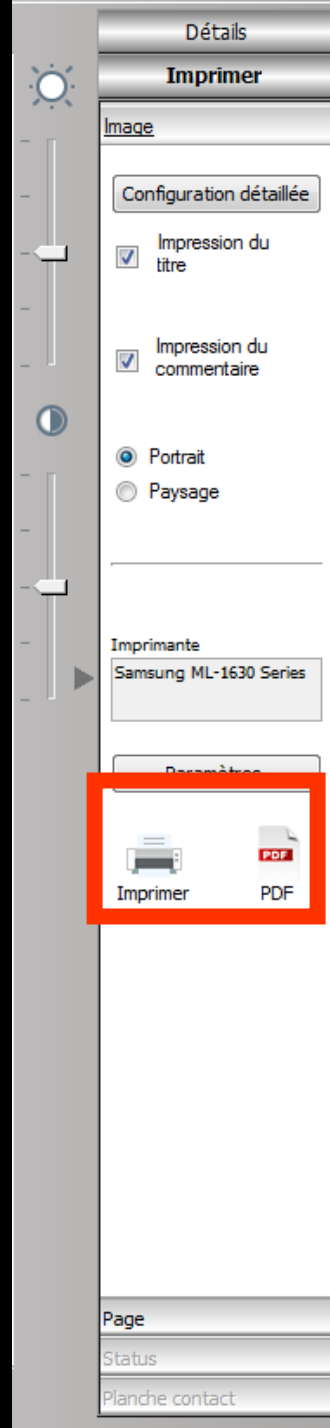 Détails
Imprimer
Image
Configuration détaillée
Impression du
titre
Impression du
commentaire
Portrait
Paysage
Imprimante
Samsung ML-1630 Series
Paramètres
PDF
Imprimer PDF
Page
Status
Planche contact